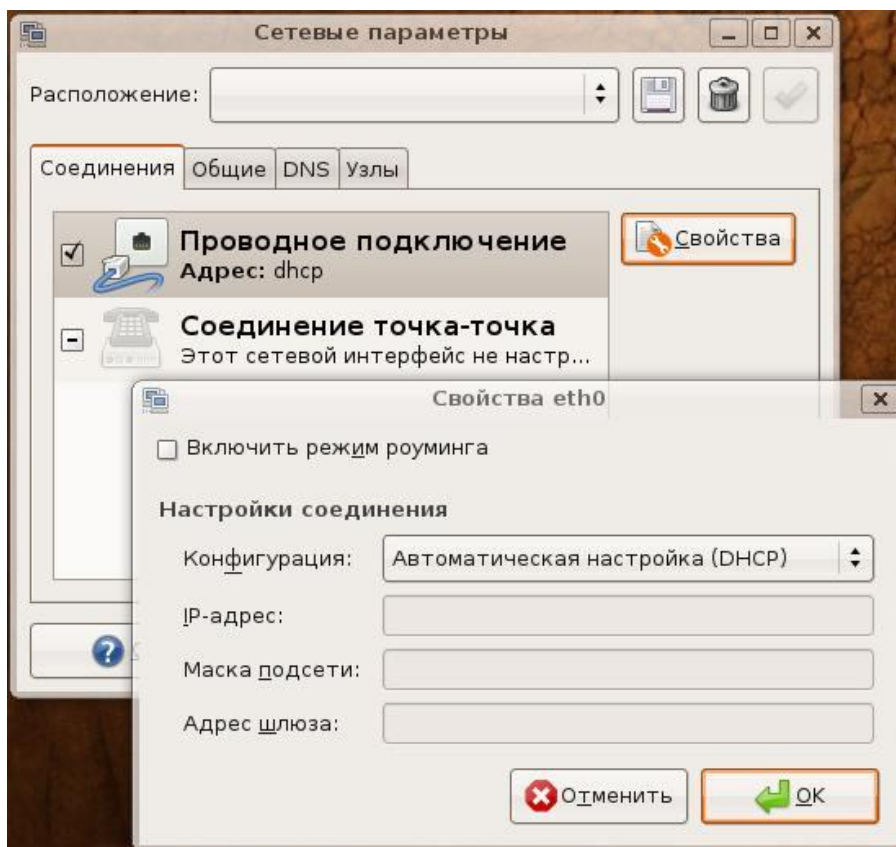 Сетевые параметры
Расположение:
Соединения Общие DNS Узлы
Проводное подключение
Адрес: dhcp
Свойства
Соединение точка-точка
Этот сетевой интерфейс не настр...
Свойства eth0
Включить режим роуминга
Настройки соединения
Конфигурация: Автоматическая настройка (DHCP)
IP-адрес:
Маска подсети:
Адрес шлюза:
Отменить OK